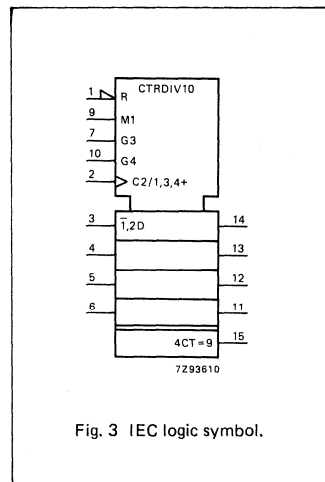 CTRDIV10
1 R
9 M1
7 G3
10 G4
2 C2/1,3,4+
3 1̅,2D 14
4 13
5 12
6 11
4CT=9 15
7Z93610
Fig. 3 IEC logic symbol.